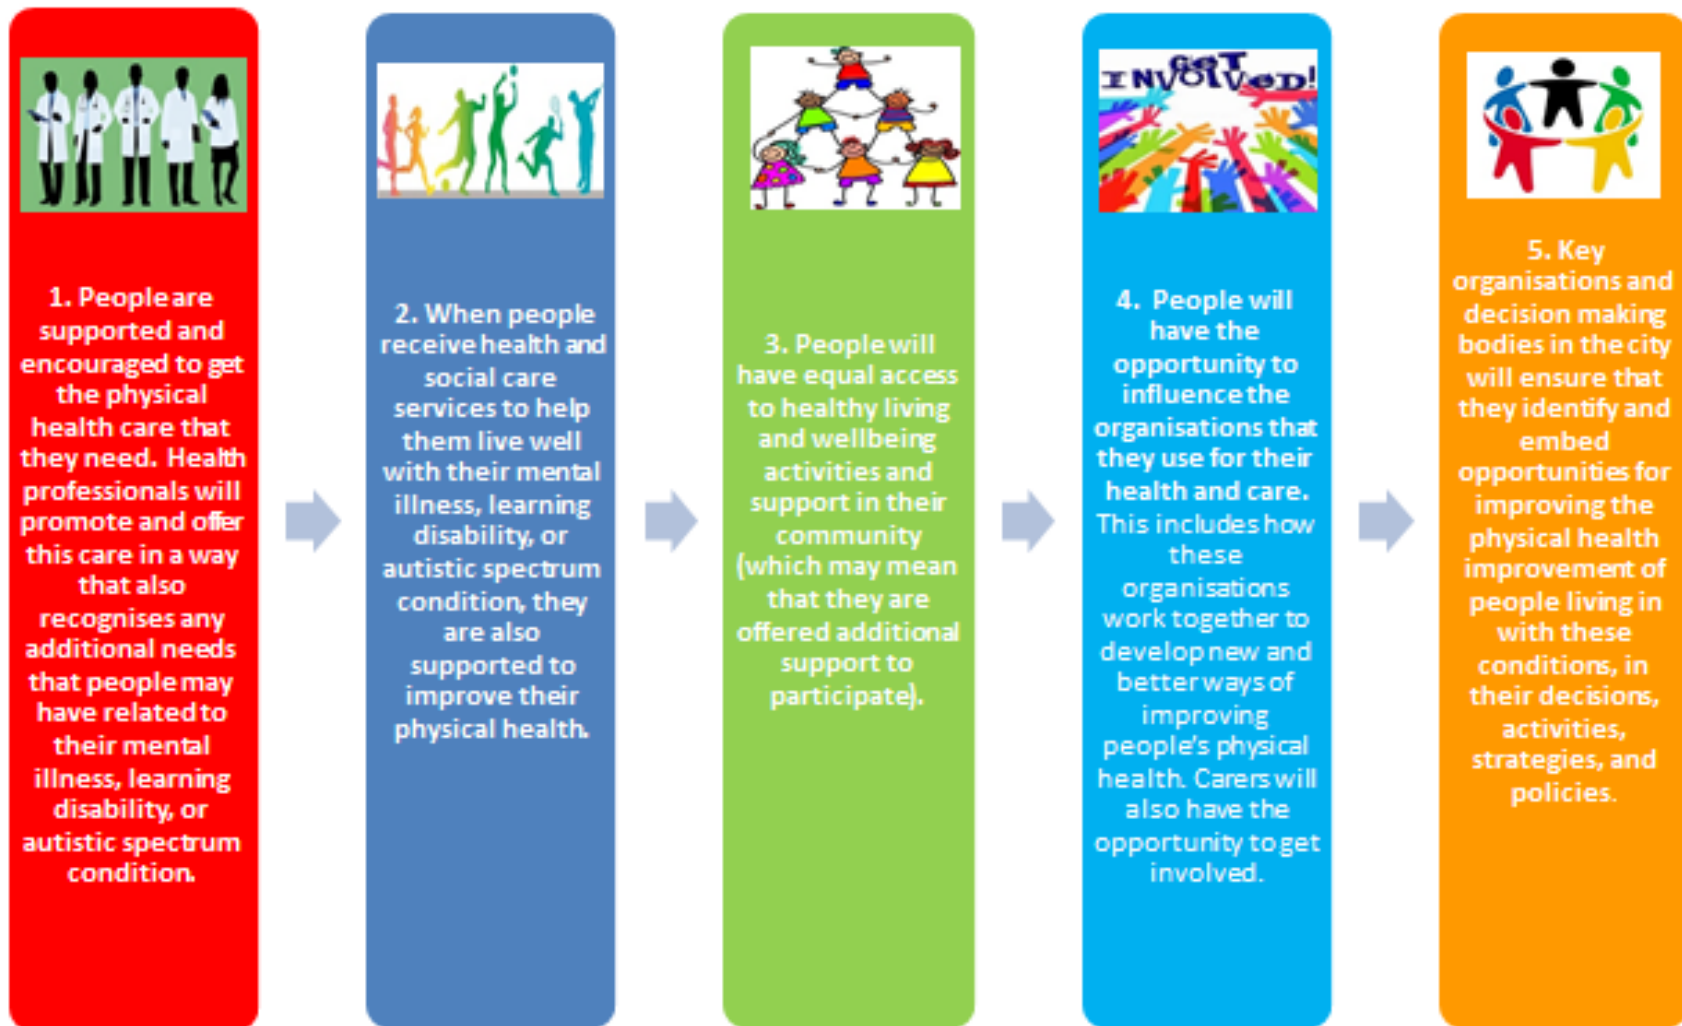 1. People are
supported and
encouraged to get
the physical
health care that
they need. Health
professionals will
promote and offer
this care in a way
that also
recognises any
additional needs
that people may
have related to
their mental
illness, learning
disability, or
autistic spectrum
condition.
2. When people
receive health and
social care
services to help
them live well
with their mental
illness, learning
disability, or
autistic spectrum
condition, they
are also
supported to
improve their
physical health.
3. People will
have equal access
to healthy living
and wellbeing
activities and
support in their
community
(which may mean
that they are
offered additional
support to
participate).
GET
INVOLVED!
4. People will
have the
opportunity to
influence the
organisations that
they use for their
health and care.
This includes how
these
organisations
work together to
develop new and
better ways of
improving
people's physical
health. Carers will
also have the
opportunity to get
involved.
5. Key
organisations and
decision making
bodies in the city
will ensure that
they identify and
embed
opportunities for
improving the
physical health
improvement of
people living in
with these
conditions, in
their decisions,
activities,
strategies, and
policies.